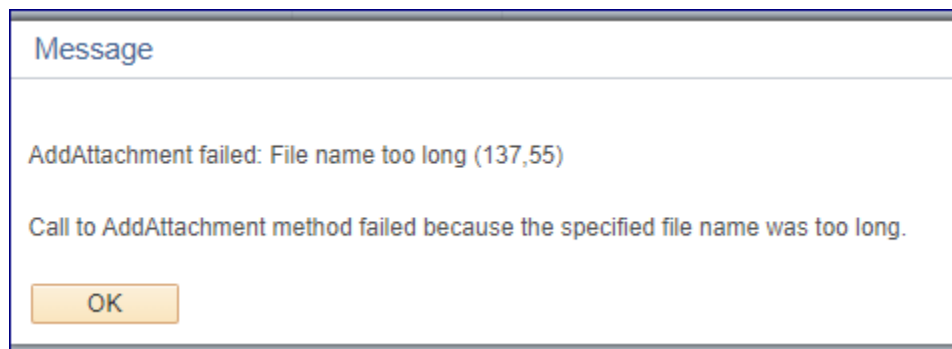 Message
AddAttachment failed: File name too long (137,55)
Call to AddAttachment method failed because the specified file name was too long.
OK